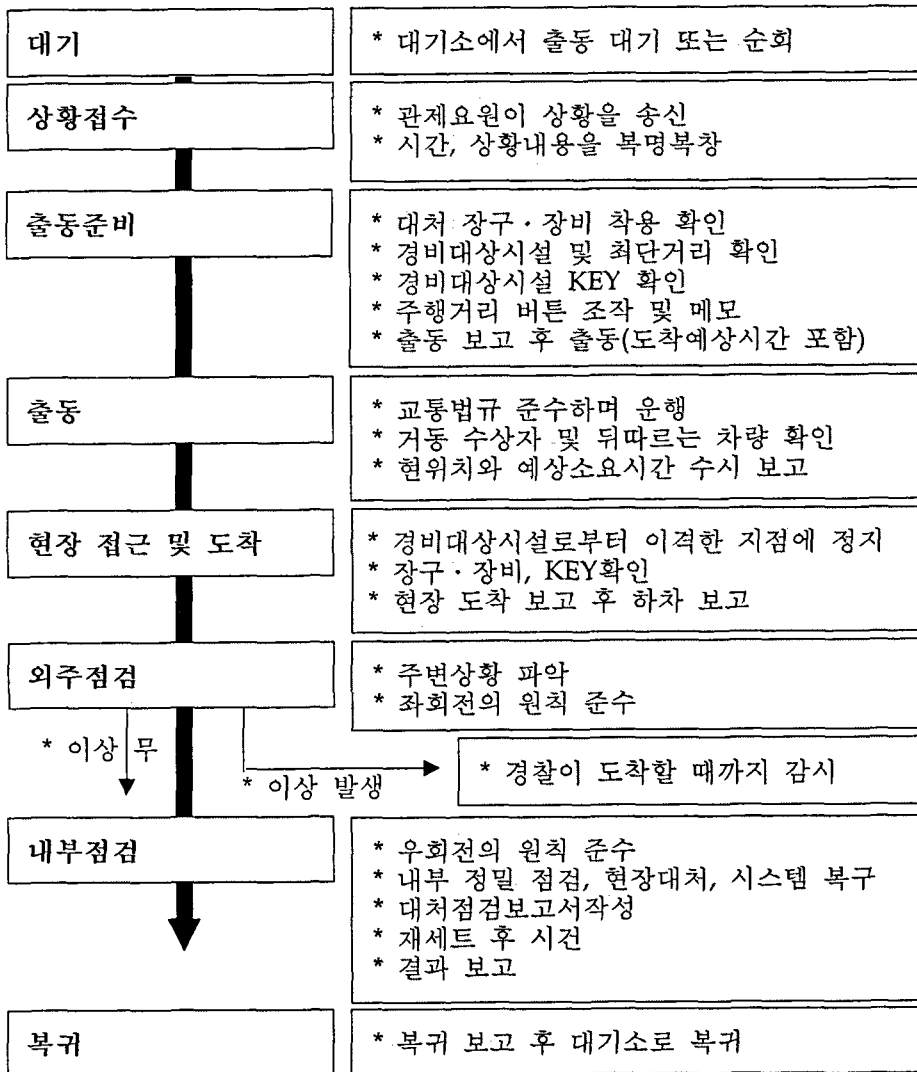 대기
* 대기소에서 출동 대기 또는 순회
상황접수
* 관제요원이 상황을 송신
* 시간, 상황내용을 복명복창
출동준비
* 대처 장구·장비 착용 확인
* 경비대상시설 및 최단거리 확인
* 경비대상시설 KEY 확인
* 주행거리 버튼 조작 및 메모
* 출동 보고 후 출동(도착예상시간 포함)
출동
* 교통법규 준수하며 운행
* 거동 수상자 및 뒤따르는 차량 확인
* 현위치와 예상소요시간 수시 보고
현장 접근 및 도착
* 경비대상시설로부터 이격한 지점에 정지
* 장구·장비, KEY확인
* 현장 도착 보고 후 하차 보고
외주점검
* 주변상황 파악
* 좌회전의 원칙 준수
* 이상 무
* 이상 발생
* 경찰이 도착할 때까지 감시
내부점검
* 우회전의 원칙 준수
* 내부 정밀 점검, 현장대처, 시스템 복구
* 대처점검보고서작성
* 재세트 후 시건
* 결과 보고
복귀
* 복귀 보고 후 대기소로 복귀